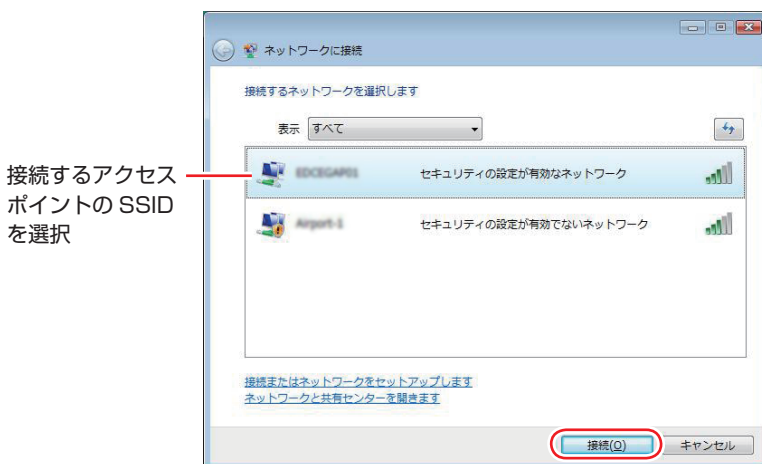 ネットワークに接続
接続するネットワークを選択します
表示 すべて
接続するアクセス
ポイントの SSID
を選択
セキュリティの設定が有効なネットワーク
セキュリティの設定が有効でないネットワーク
接続またはネットワークをセットアップします
ネットワークと共有センターを開きます
接続(O) キャンセル